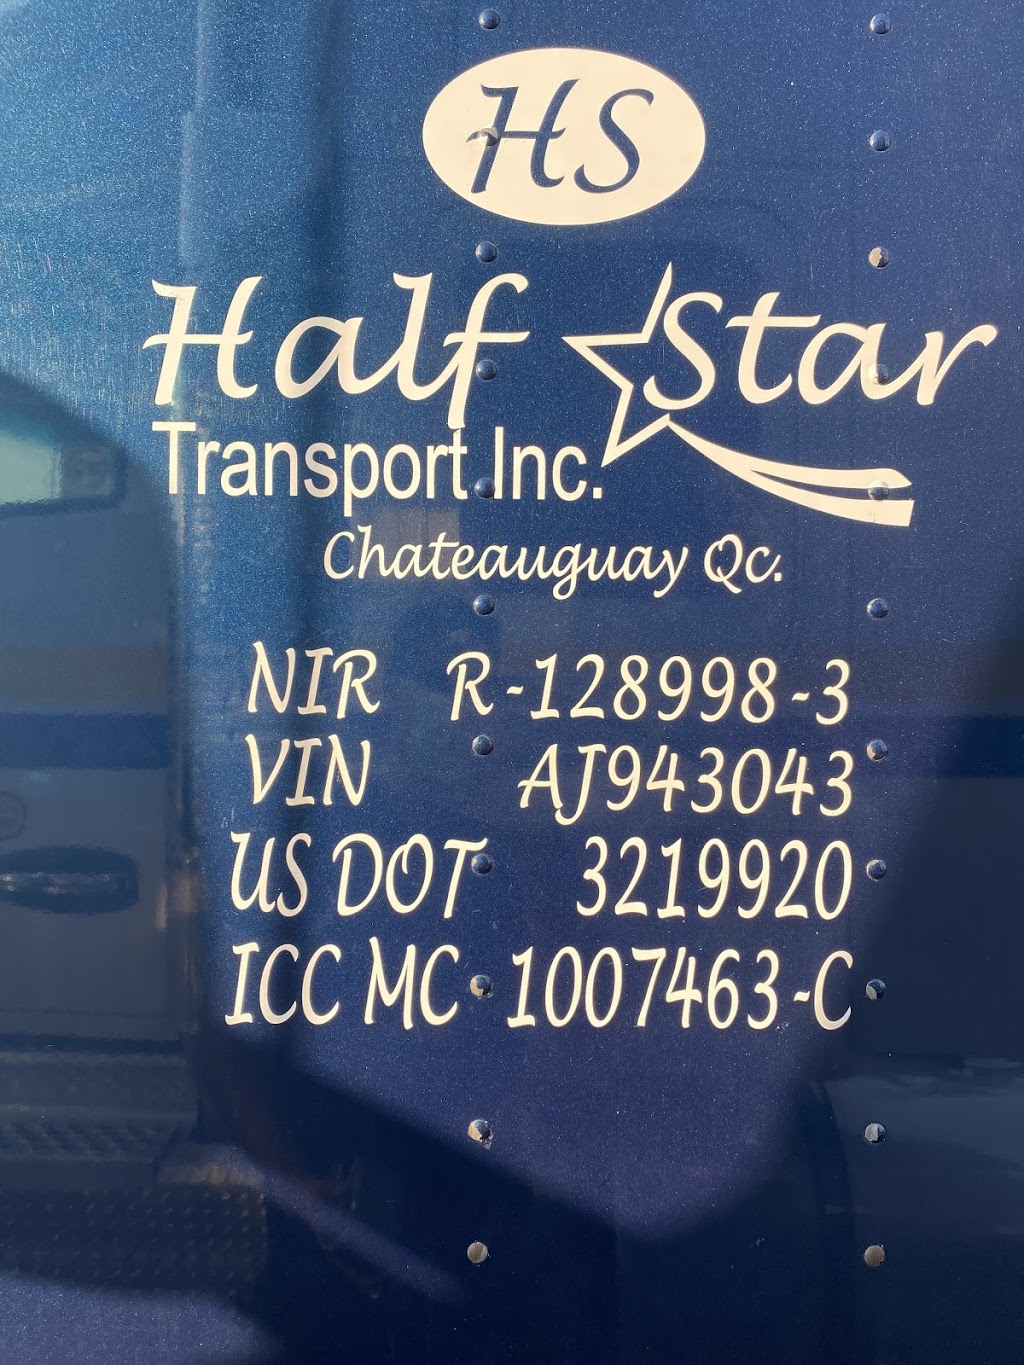 HS
Half Star
Transport Inc.
Chateauguay Qc.
NIR R-128998-3
VIN AJ943043
US DOT 3219920
ICC MC 1007463-C